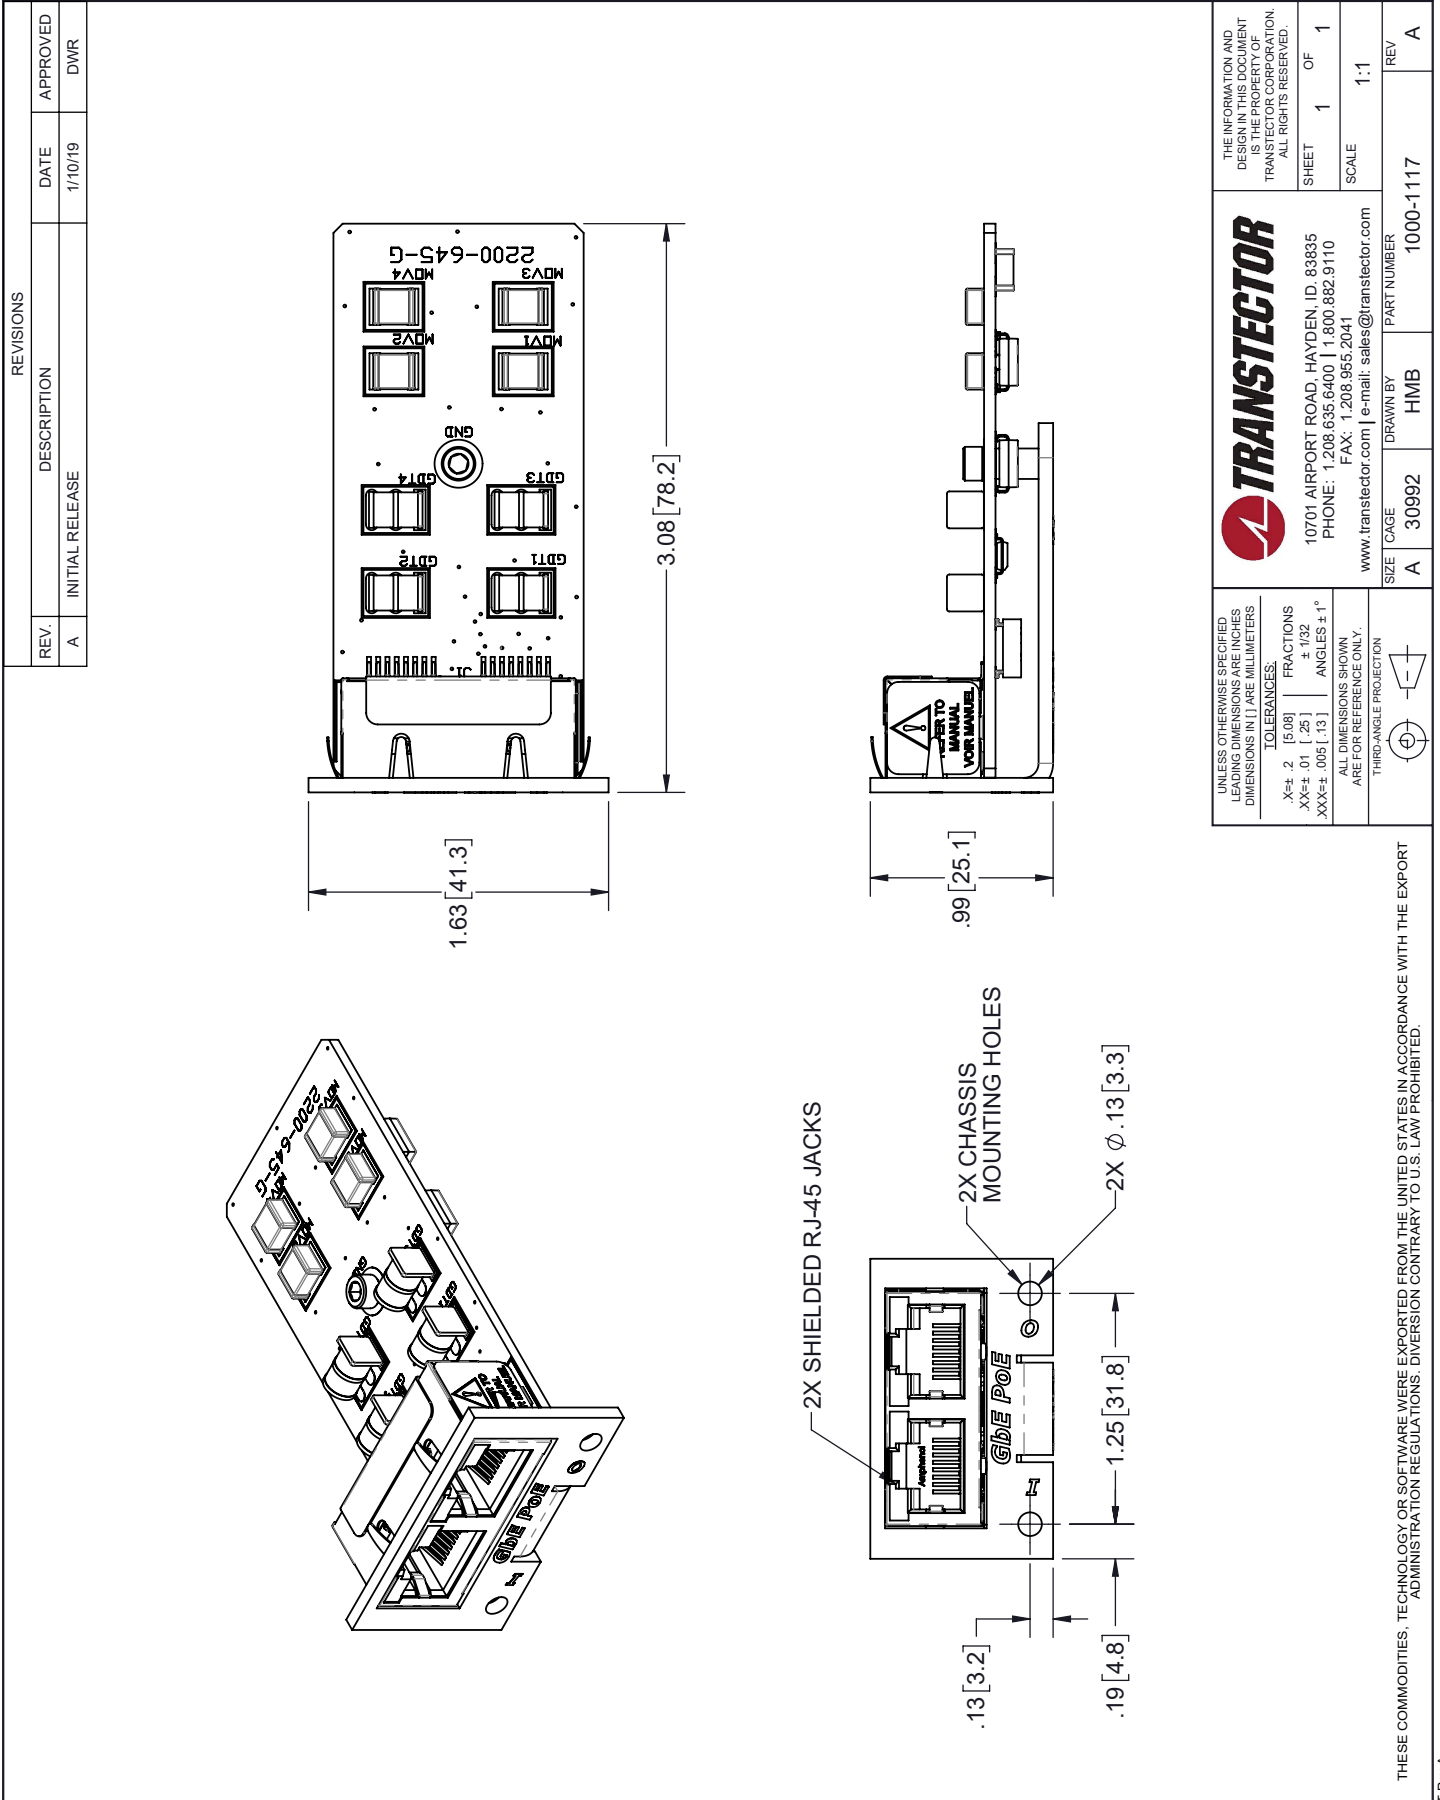 REVISIONS
REV. DESCRIPTION DATE APPROVED
A INITIAL RELEASE 1/10/19 DWR
2200-645-G
MOV4
MOV3
MOV2
MOV1
GND
GDT4
GDT3
GDT2
GDT1
J1
3.08 [78.2]
1.63 [41.3]
2200-645-G
GbE PoE
I
O
MANUAL
VOIR MANUEL
.99 [25.1]
2X SHIELDED RJ-45 JACKS
2X CHASSIS
MOUNTING HOLES
2X Ø.13 [3.3]
Amphenol
GbE PoE
I
O
1.25 [31.8]
.13 [3.2]
.19 [4.8]
UNLESS OTHERWISE SPECIFIED
LEADING DIMENSIONS ARE INCHES
DIMENSIONS IN [ ] ARE MILLIMETERS
TOLERANCES:
.X=± .2 [5.08] FRACTIONS
.XX=± .01 [.25] ± 1/32
.XXX=± .005 [.13] ANGLES ± 1°
ALL DIMENSIONS SHOWN
ARE FOR REFERENCE ONLY.
THIRD-ANGLE PROJECTION
TRANSTECTOR
10701 AIRPORT ROAD, HAYDEN, ID. 83835
PHONE: 1.208.635.6400 | 1.800.882.9110
FAX: 1.208.955.2041
www.transtector.com | e-mail: sales@transtector.com
THE INFORMATION AND
DESIGN IN THIS DOCUMENT
IS THE PROPERTY OF
TRANSTECTOR CORPORATION.
ALL RIGHTS RESERVED.
SHEET 1 OF 1
SCALE 1:1
SIZE A
CAGE 30992
DRAWN BY HMB
PART NUMBER 1000-1117
REV A
THESE COMMODITIES, TECHNOLOGY OR SOFTWARE WERE EXPORTED FROM THE UNITED STATES IN ACCORDANCE WITH THE EXPORT
ADMINISTRATION REGULATIONS. DIVERSION CONTRARY TO U.S. LAW PROHIBITED.